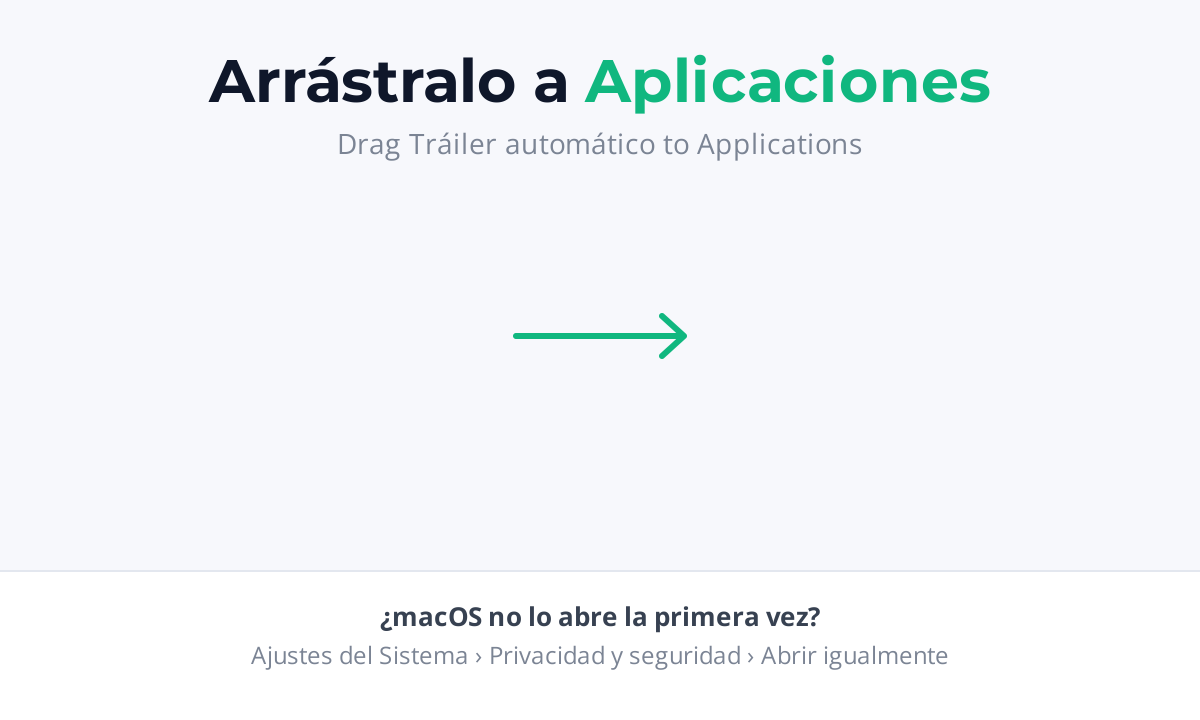 Arrástralo a Aplicaciones
Drag Tráiler automático to Applications
¿macOS no lo abre la primera vez?
Ajustes del Sistema › Privacidad y seguridad › Abrir igualmente